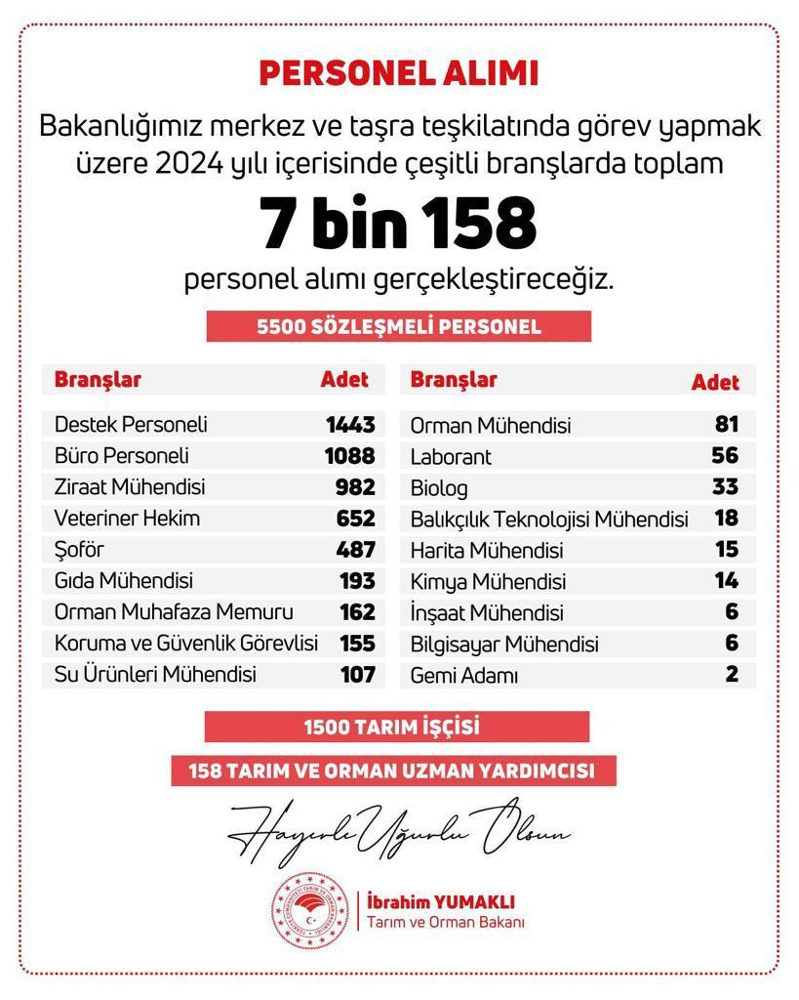 PERSONEL ALIMI
Bakanlığımız merkez ve taşra teşkilatında görev yapmak
üzere 2024 yılı içerisinde çeşitli branşlarda toplam
7 bin 158
personel alımı gerçekleştireceğiz.
5500 SÖZLEŞMELİ PERSONEL
Branşlar Adet
Destek Personeli 1443
Büro Personeli 1088
Ziraat Mühendisi 982
Veteriner Hekim 652
Şoför 487
Gıda Mühendisi 193
Orman Muhafaza Memuru 162
Koruma ve Güvenlik Görevlisi 155
Su Ürünleri Mühendisi 107
Branşlar Adet
Orman Mühendisi 81
Laborant 56
Biolog 33
Balıkçılık Teknolojisi Mühendisi 18
Harita Mühendisi 15
Kimya Mühendisi 14
İnşaat Mühendisi 6
Bilgisayar Mühendisi 6
Gemi Adamı 2
1500 TARIM İŞÇİSİ
158 TARIM VE ORMAN UZMAN YARDIMCISI
Hayırlı Uğurlu Olsun
İbrahim YUMAKLI
Tarım ve Orman Bakanı